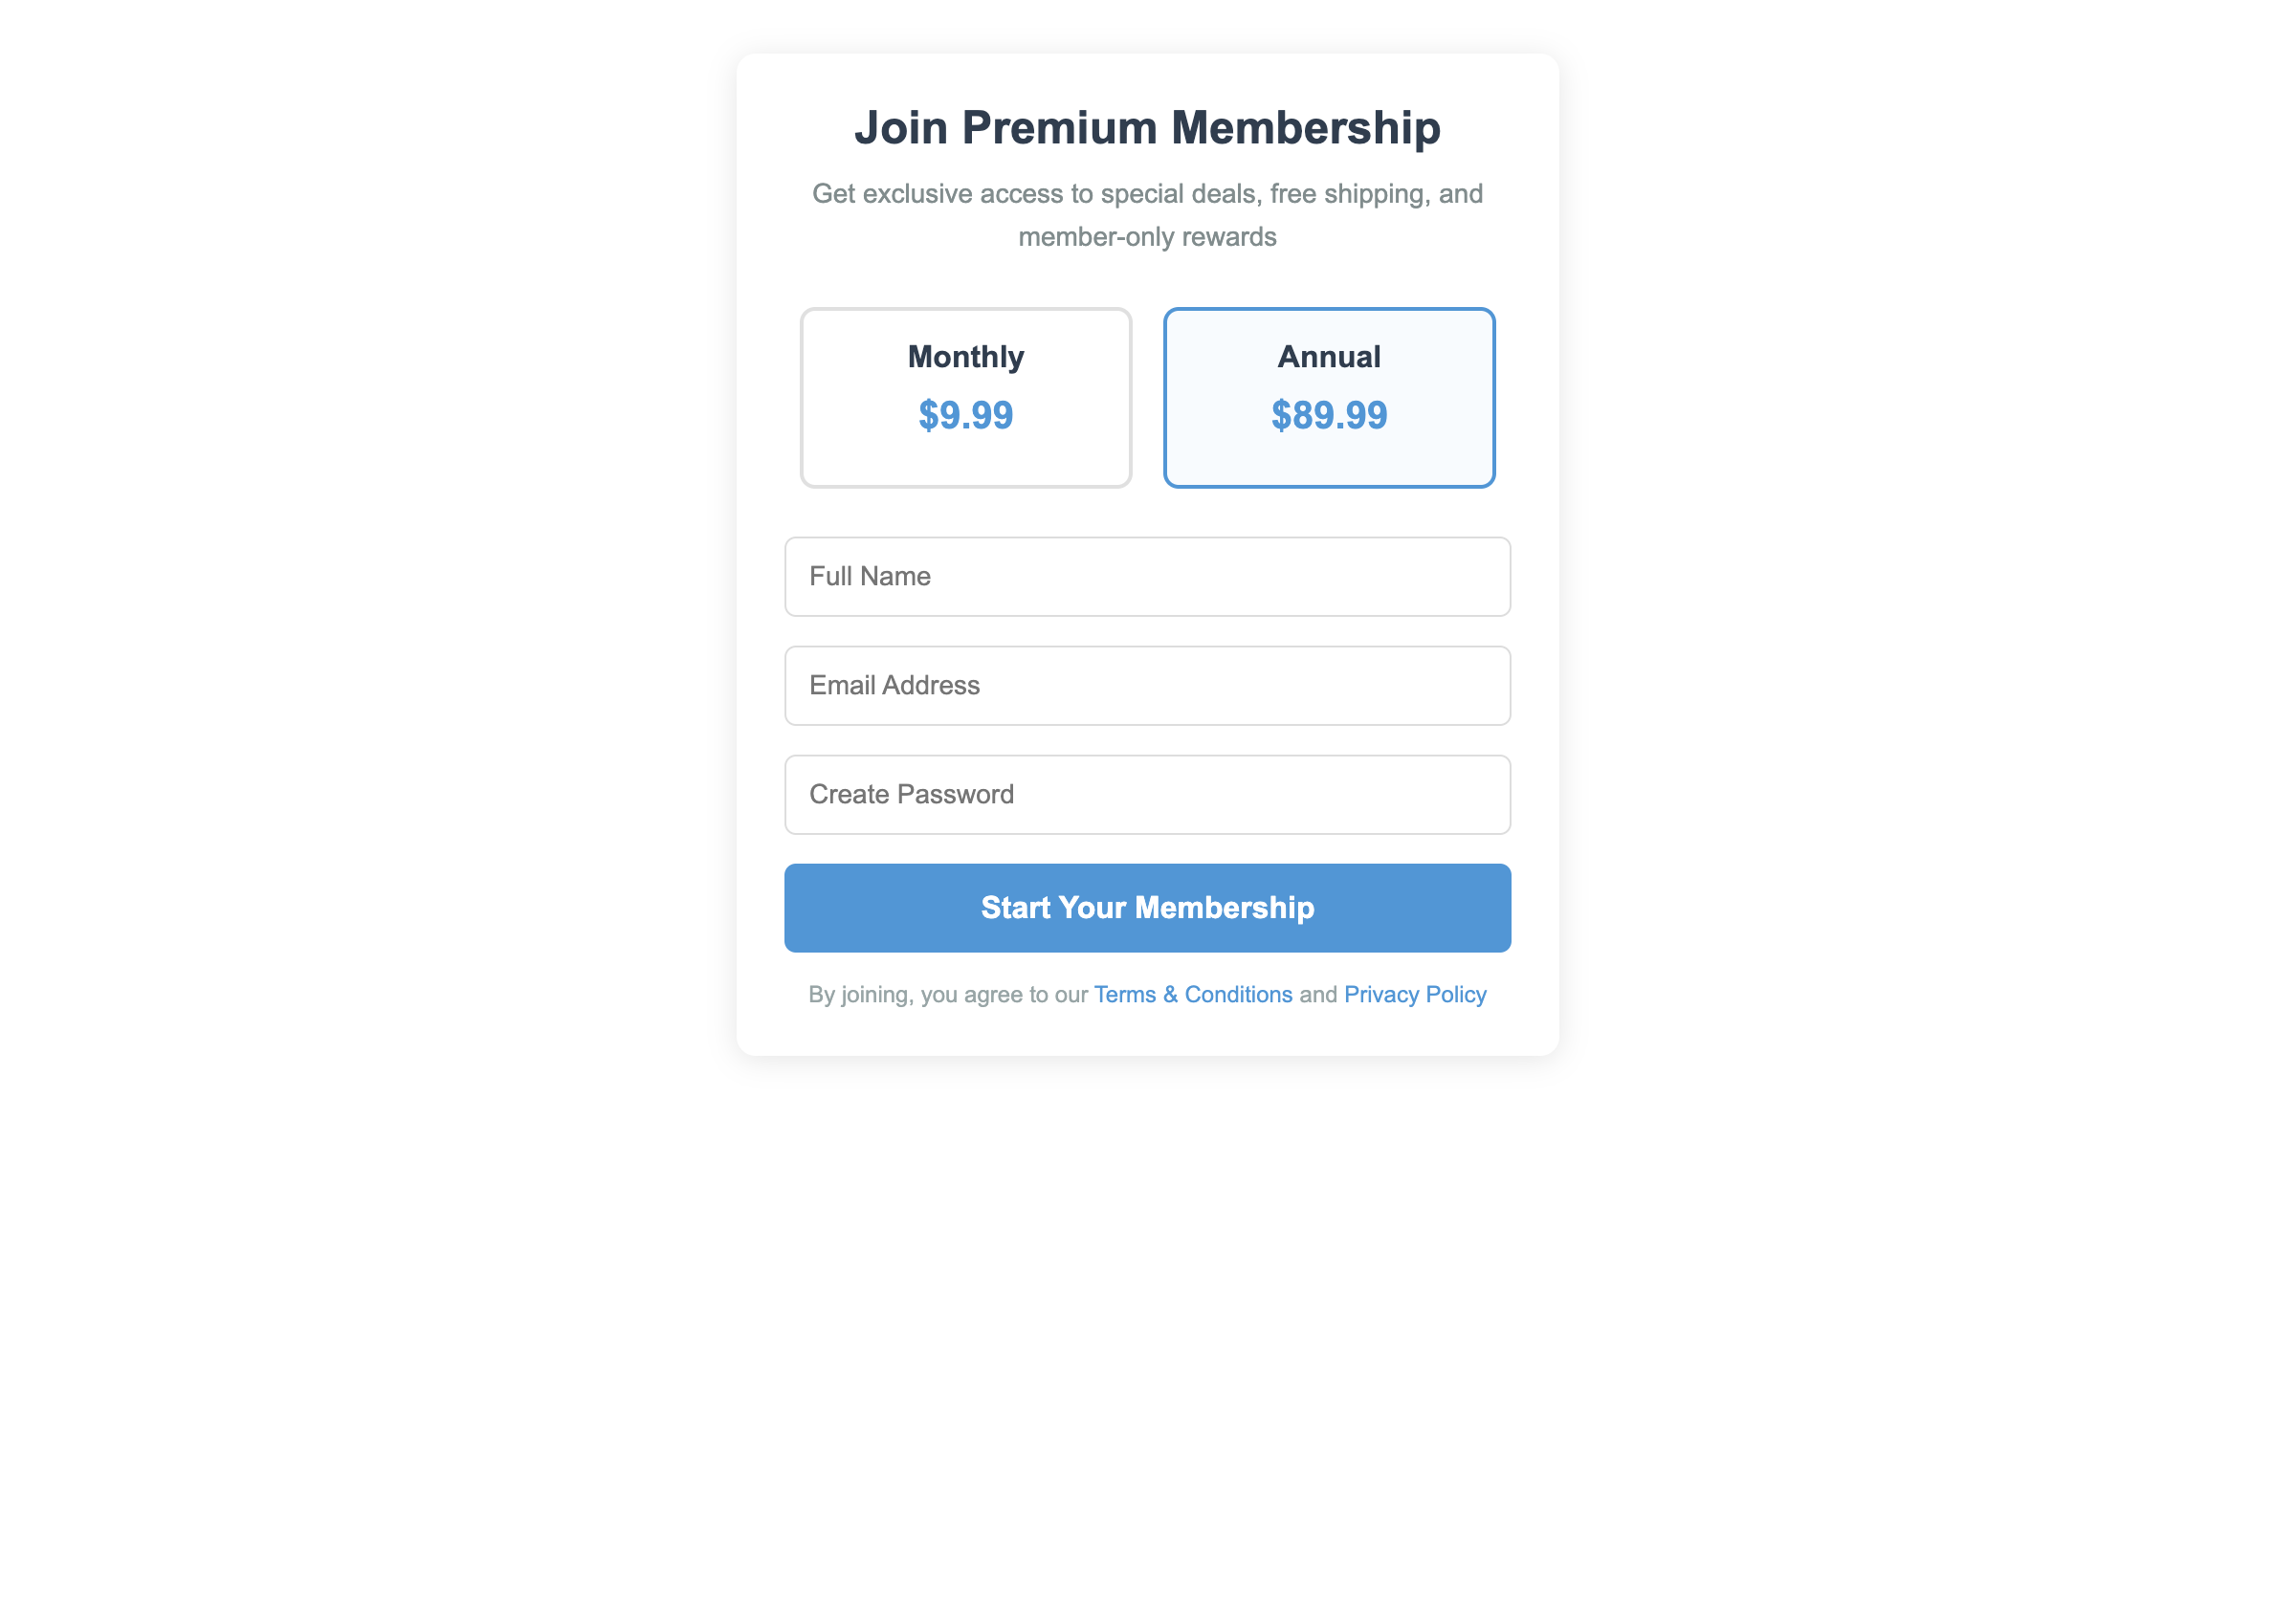 Join Premium Membership
Get exclusive access to special deals, free shipping, and
member-only rewards
Monthly
$9.99
Annual
$89.99
Full Name
Email Address
Create Password
Start Your Membership
By joining, you agree to our Terms & Conditions and Privacy Policy